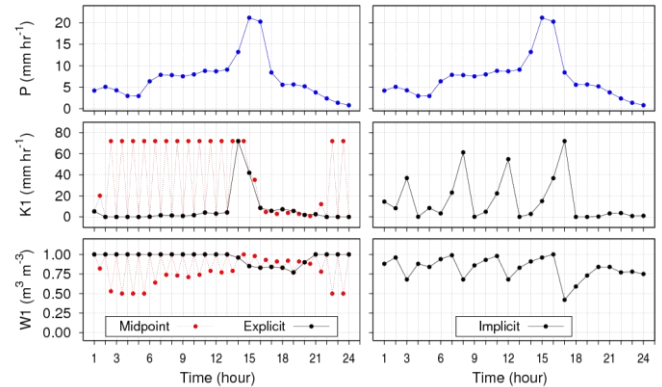 P (mm hr⁻¹)
20
15
10
5
0
K1 (mm hr⁻¹)
80
60
40
20
0
W1 (m³ m⁻³)
1.00
0.75
0.50
0.25
0.00
Midpoint Explicit
Implicit
1 3 6 9 12 15 18 21 24
1 3 6 9 12 15 18 21 24
Time (hour)
Time (hour)